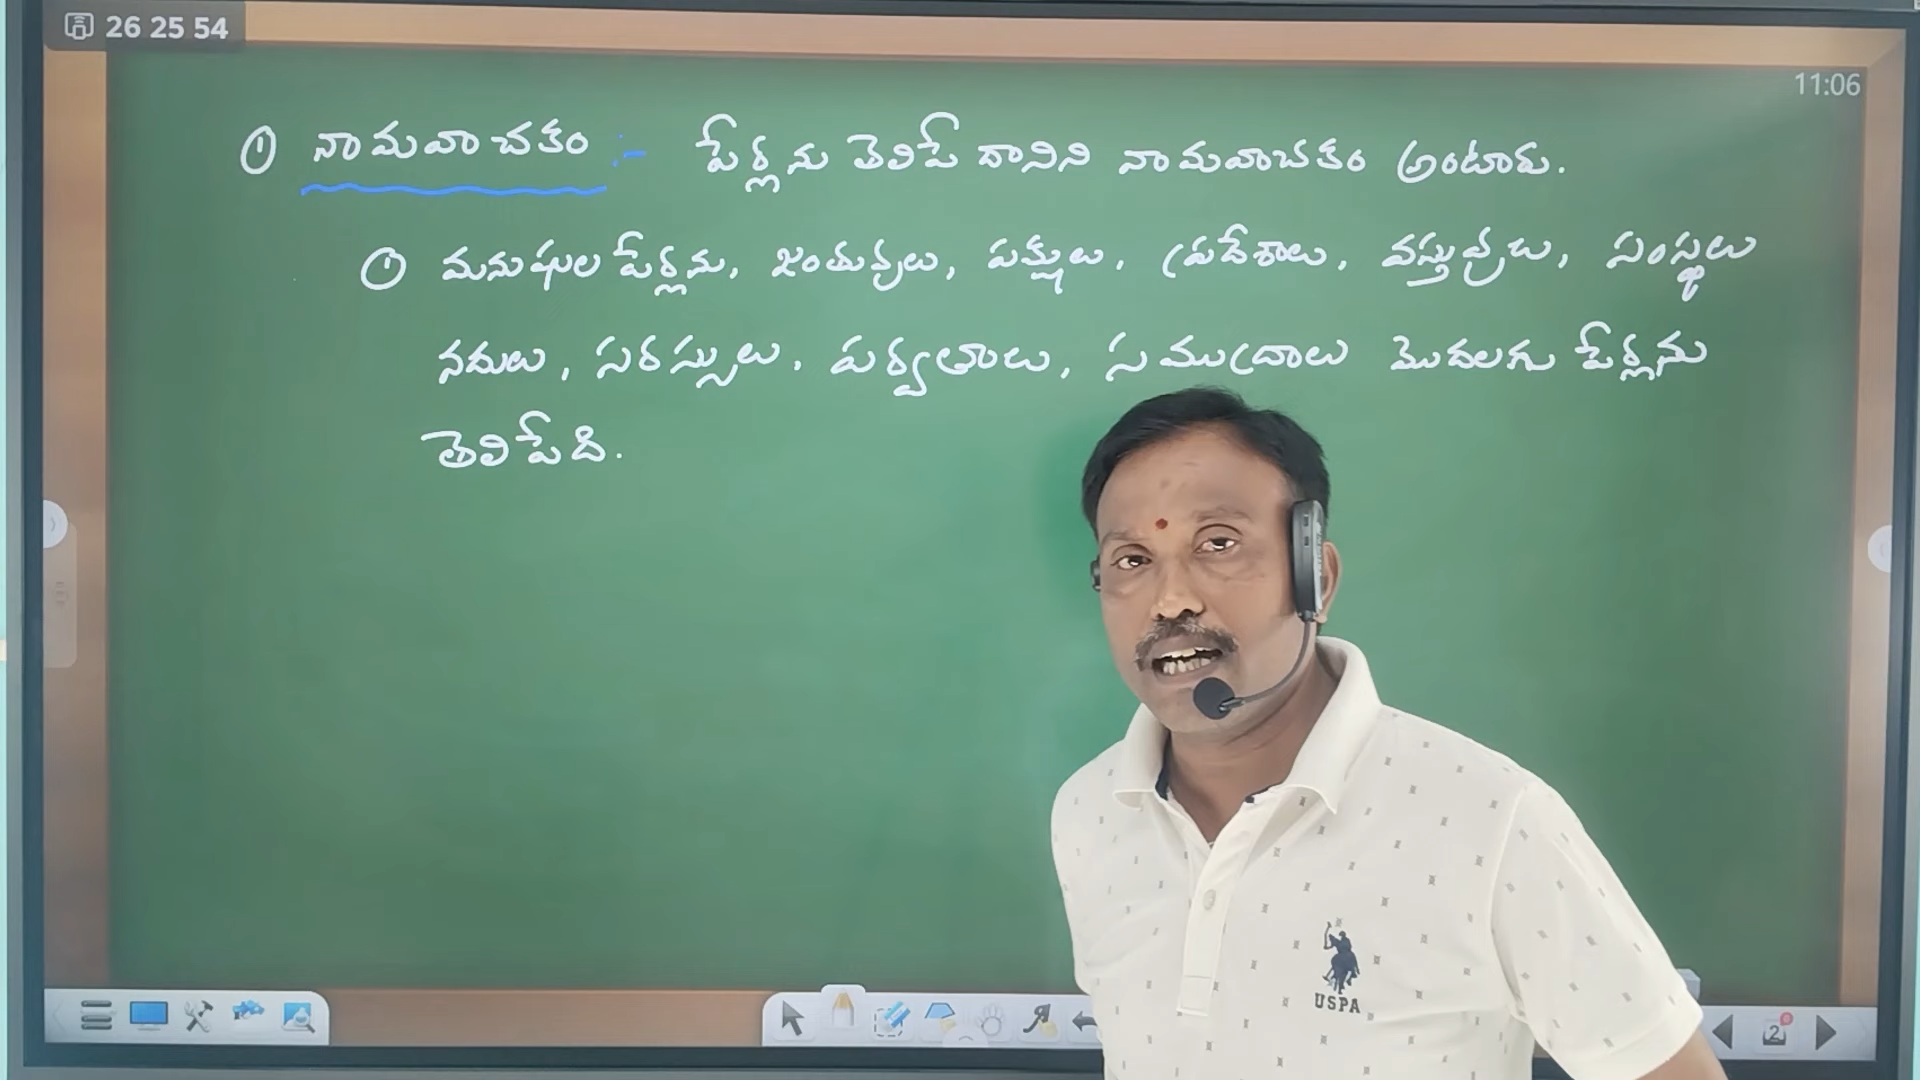 26 25 54
11:06
① నామవాచకం :- పేర్లను తెలిపే దానిని నామవాచకం అంటారు.
① మనుషుల పేర్లను, జంతువులు, పక్షులు, ప్రదేశాలు, వస్తువులు, సంస్థలు
నదులు, సరస్సులు, పర్వతాలు, సముద్రాలు మొదలగు పేర్లను
తెలిపేది.
USPA
2